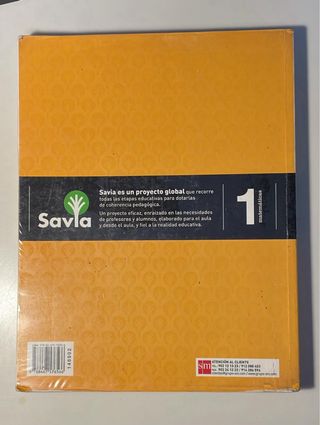 Savia
Savia es un proyecto global que recorre
todas las etapas educativas para dotarlas
de coherencia pedagógica.
Un proyecto eficaz, enraizado en las necesidades
de profesores y alumnos, elaborado para el aula
y desde el aula, y fiel a la realidad educativa.
1
matemáticas
sm
ATENCIÓN AL CLIENTE